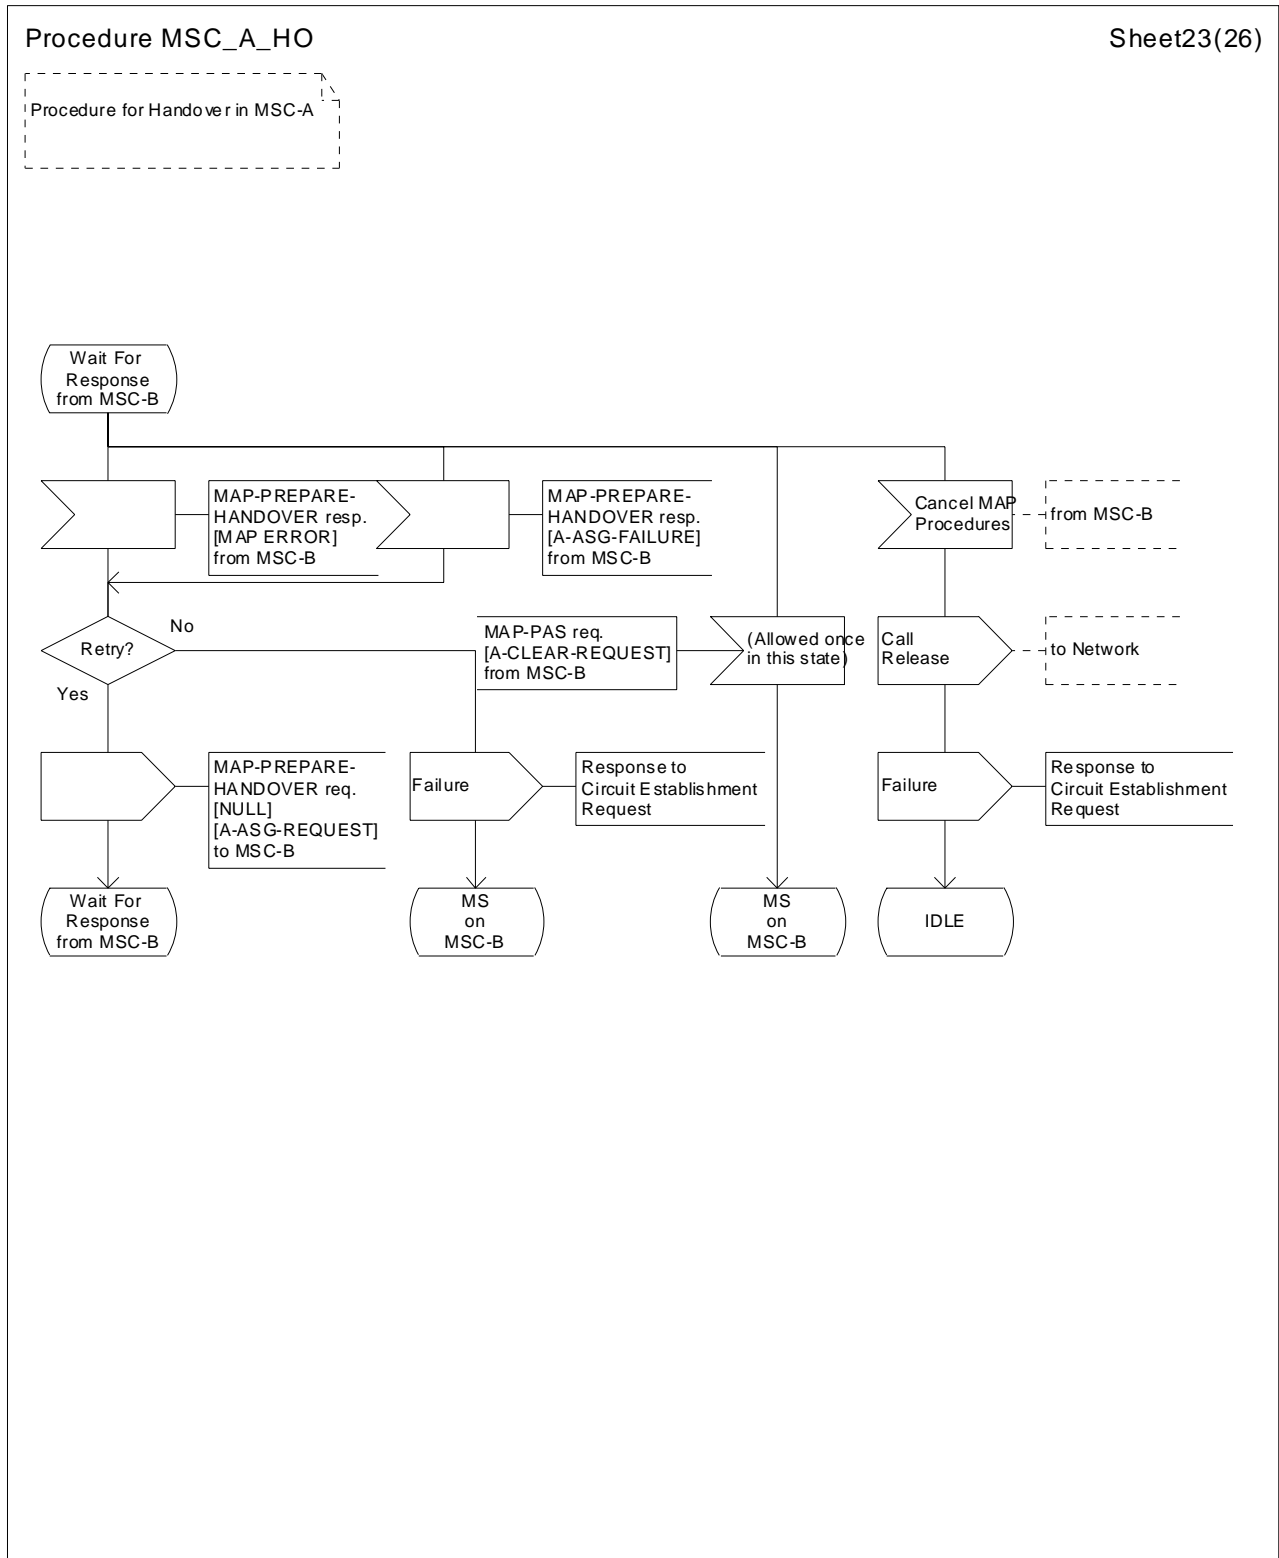 Procedure MSC_A_HO
Sheet23(26)
Procedure for Handover in MSC-A
Wait For
Response
from MSC-B
MAP-PREPARE-
HANDOVER resp.
[MAP ERROR]
from MSC-B
MAP-PREPARE-
HANDOVER resp.
[A-ASG-FAILURE]
from MSC-B
Cancel MAP
Procedures
from MSC-B
Retry?
No
Yes
MAP-PAS req.
[A-CLEAR-REQUEST]
from MSC-B
(Allowed once
in this state)
Call
Release
to Network
MAP-PREPARE-
HANDOVER req.
[NULL]
[A-ASG-REQUEST]
to MSC-B
Failure
Response to
Circuit Establishment
Request
Failure
Response to
Circuit Establishment
Request
Wait For
Response
from MSC-B
MS
on
MSC-B
MS
on
MSC-B
IDLE